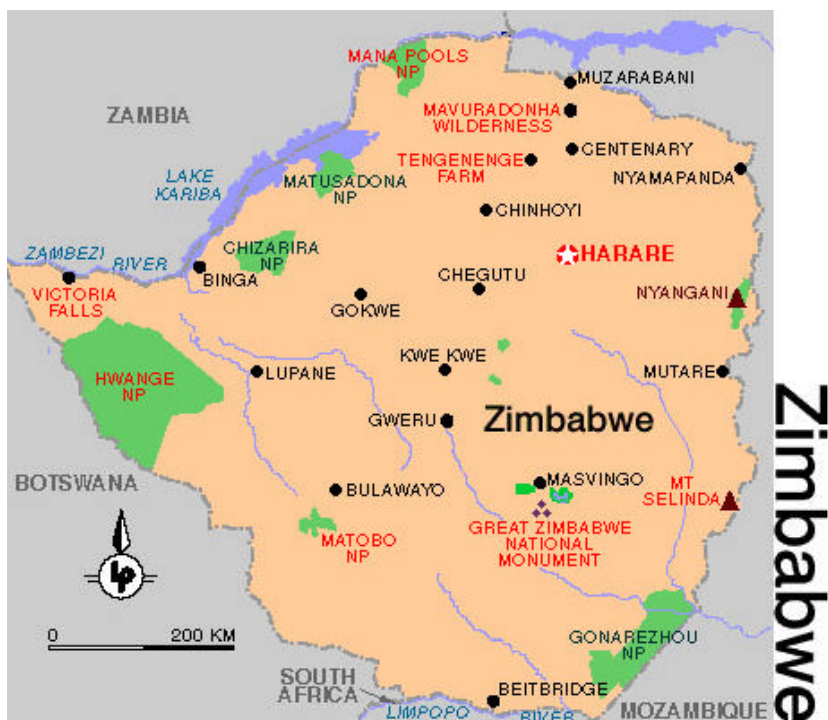 MANA POOLS
NP
MUZARABANI
ZAMBIA
MAVURADONHA
WILDERNESS
CENTENARY
TENGENENGE
FARM
NYAMAPANDA
LAKE
KARIBA
MATUSADONA
NP
CHINHOYI
ZAMBEZI
RIVER
CHIZARIRA
NP
HARARE
BINGA
CHEGUTU
VICTORIA
FALLS
GOKWE
NYANGANI
HWANGE
NP
LUPANE
KWE KWE
MUTARE
GWERU
Zimbabwe
Zimbabwe
BOTSWANA
BULAWAYO
MASVINGO
MT
SELINDA
MATOBO
NP
GREAT ZIMBABWE
NATIONAL
MONUMENT
LP
0 200 KM
GONAREZHOU
NP
SOUTH
AFRICA
BEITBRIDGE
LIMPOPO
RIVER
MOZAMBIQUE